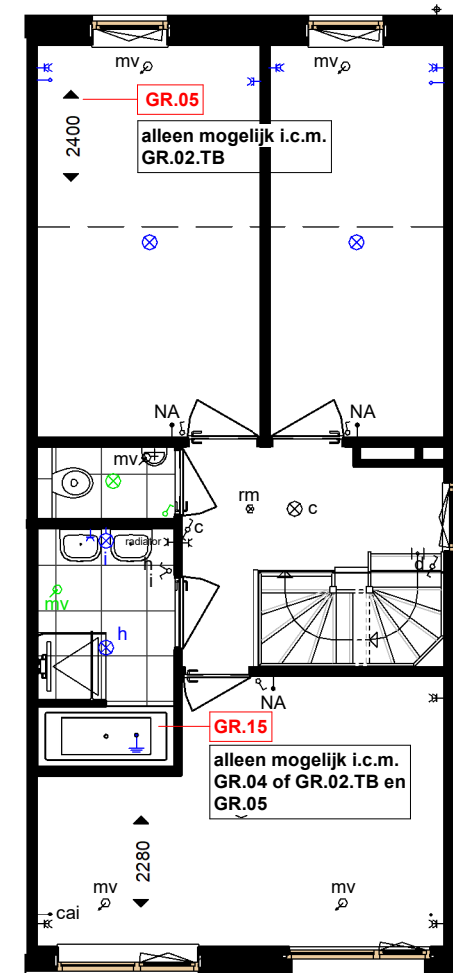 mv
mv
GR.05
2400
alleen mogelijk i.c.m.
GR.02.TB
NA
NA
mv
rm
c
c
radiator
i
h
i
d
mv
h
NA
GR.15
alleen mogelijk i.c.m.
GR.04 of GR.02.TB en
GR.05
2280
mv
mv
cai